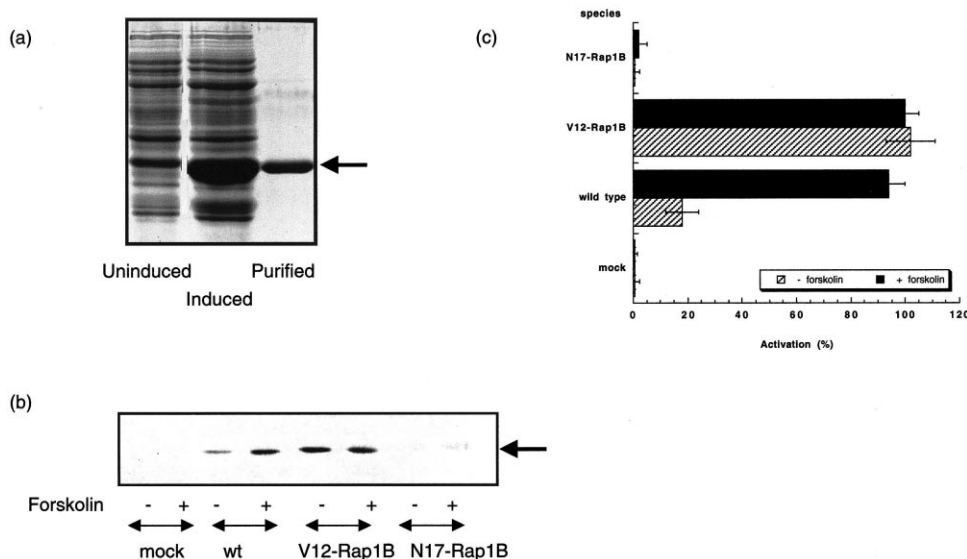 (a)
Uninduced Purified
Induced
(c)
species
N17-Rap1B
V12-Rap1B
wild type
mock
- forskolin + forskolin
0 20 40 60 80 100 120
Activation (%)
(b)
Forskolin - + - + - + - +
mock wt V12-Rap1B N17-Rap1B